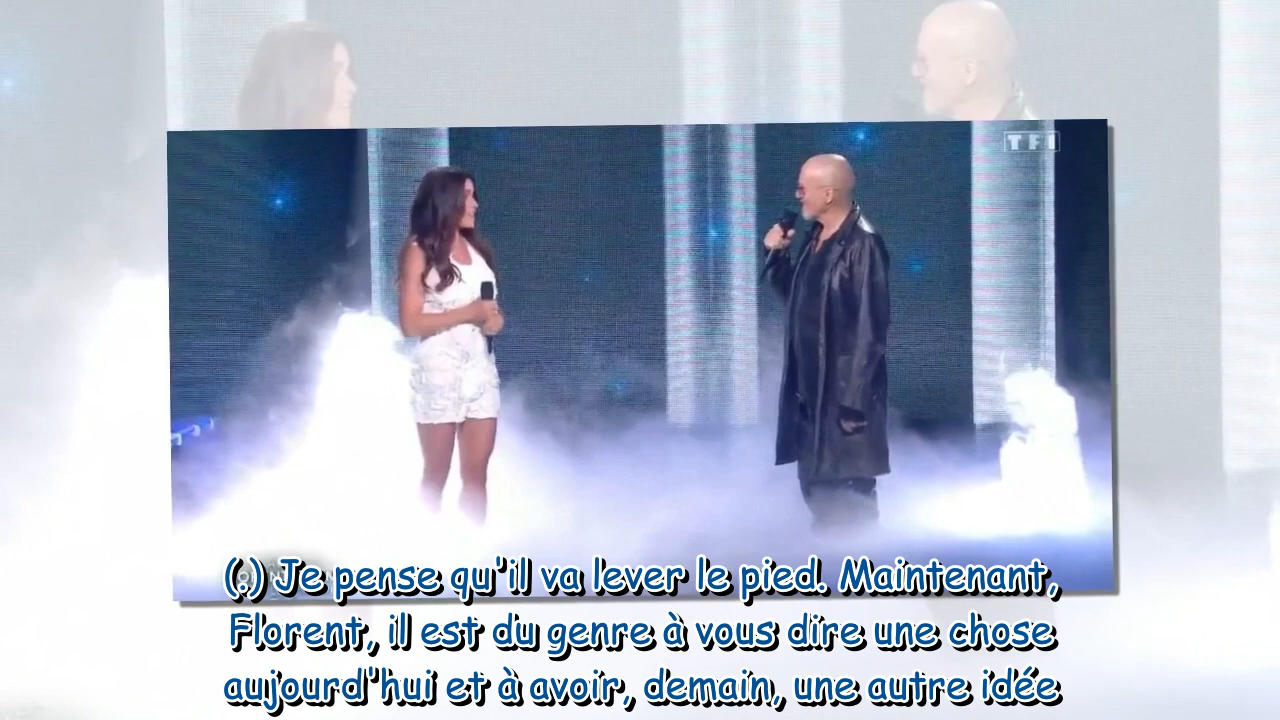 TF1
(.) Je pense qu'il va lever le pied. Maintenant,
Florent, il est du genre à vous dire une chose
aujourd'hui et à avoir, demain, une autre idée